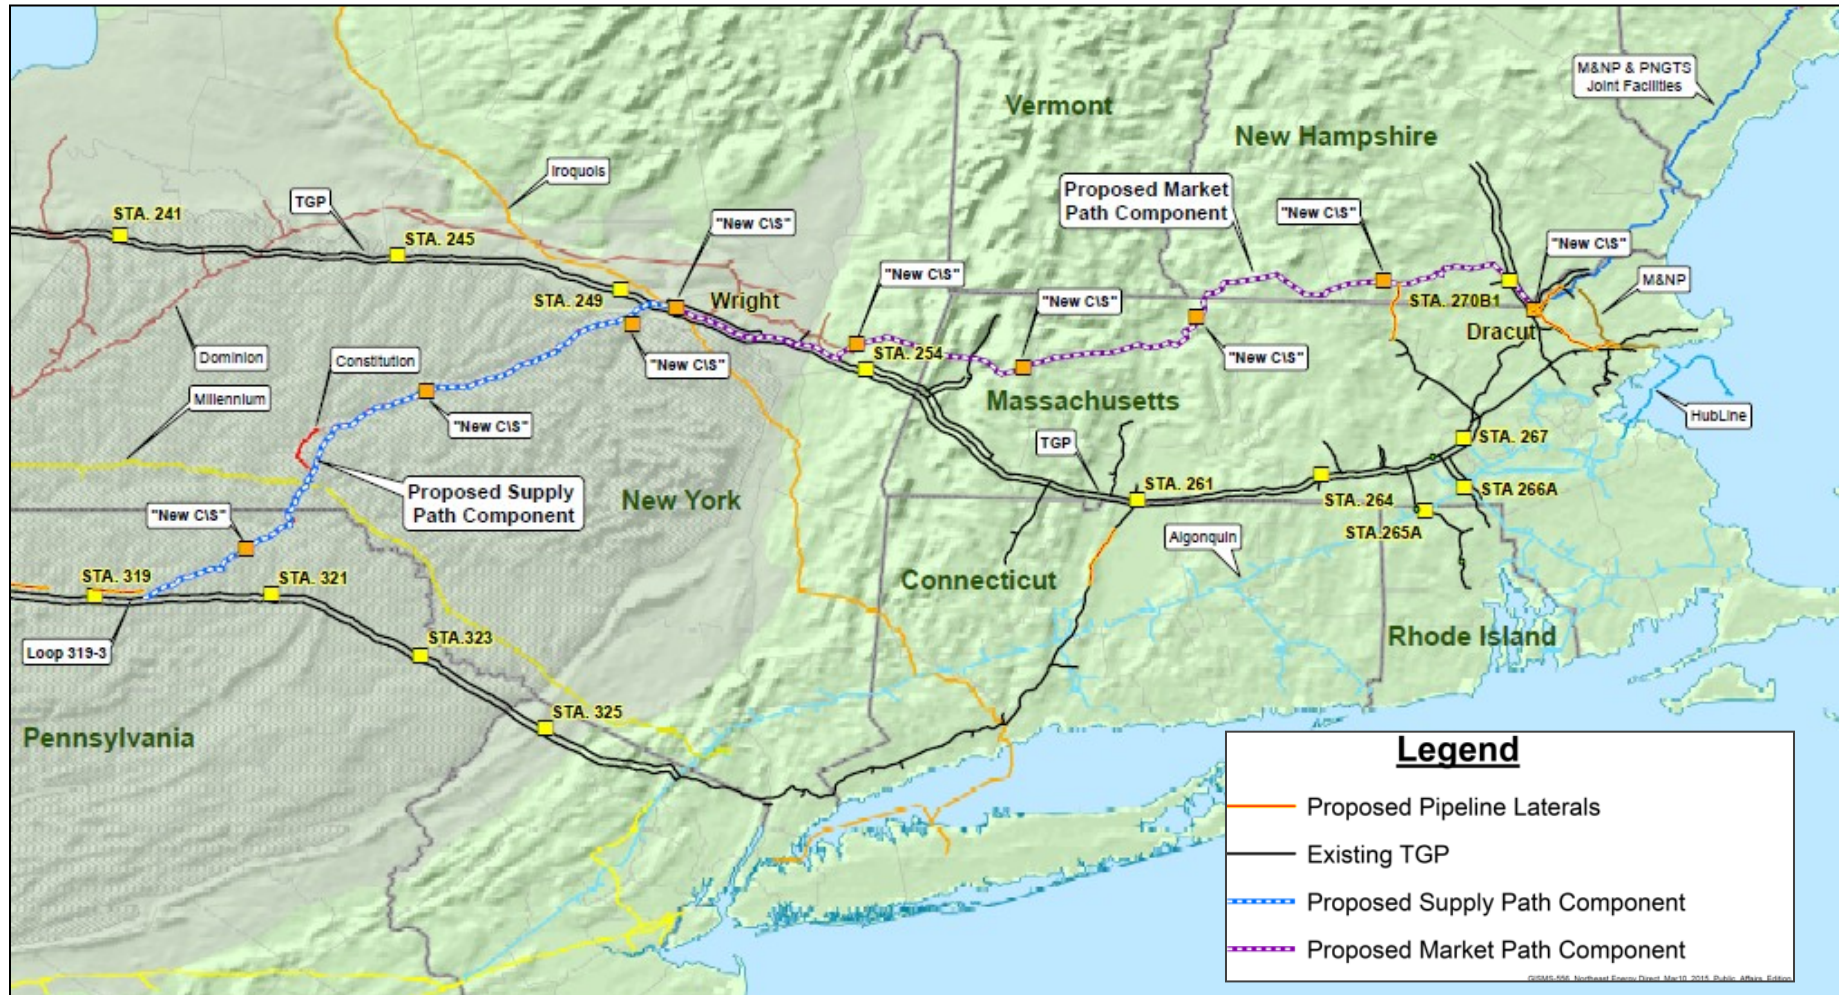 M&NP & PNGTS
Joint Facilities
Vermont
New Hampshire
Iroquois
Proposed Market
Path Component
TGP
STA. 241
STA. 245
"New C\S"
"New C\S"
"New C\S"
"New C\S"
M&NP
STA. 249
Wright
"New C\S"
STA. 270B1
Dracut
Dominion
Constitution
"New C\S"
STA. 254
"New C\S"
Millennium
"New C\S"
Massachusetts
HubLine
TGP
STA. 267
Proposed Supply
Path Component
New York
STA. 261
STA. 264
STA 266A
"New C\S"
STA.265A
Algonquin
STA. 319
STA. 321
Connecticut
Loop 319-3
STA.323
Rhode Island
STA. 325
Pennsylvania
Legend
Proposed Pipeline Laterals
Existing TGP
Proposed Supply Path Component
Proposed Market Path Component
GISMS-556_Northeast Energy Direct_Mar10_2015_Public_Affairs_Edition